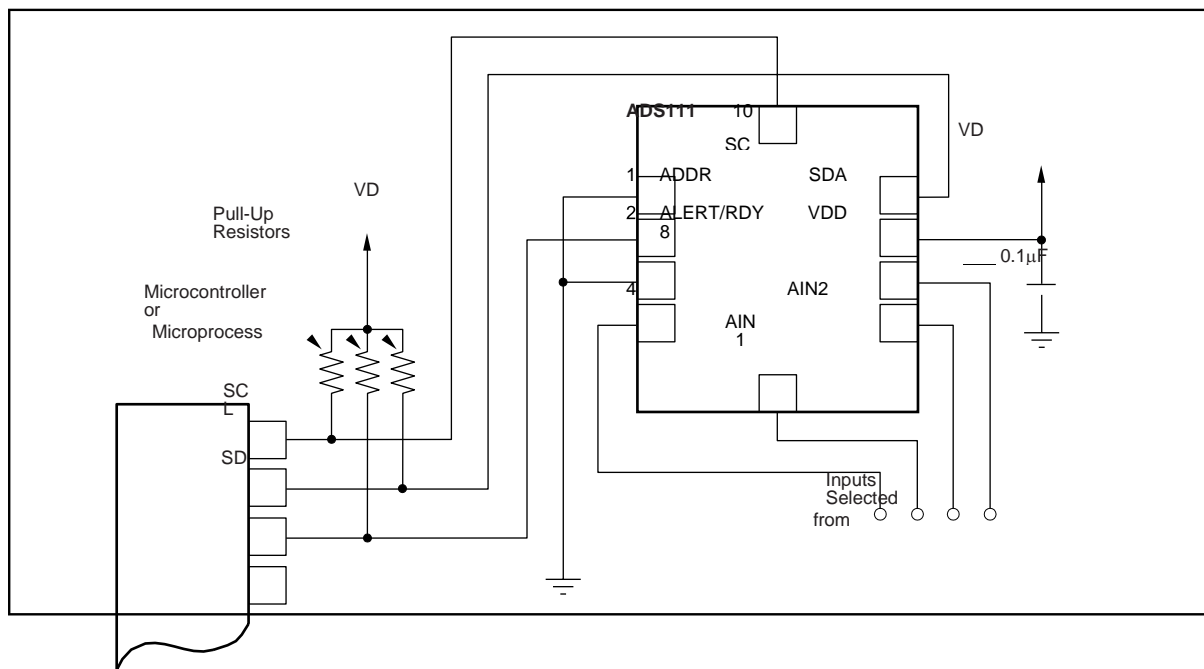 ADS111 10
SC
VD
1 ADDR SDA
2 ALERT/RDY VDD
8
4 AIN2
AIN
1
0.1µF
VD
Pull-Up
Resistors
Microcontroller
or
Microprocess
SC
L
SD
Inputs
Selected
from